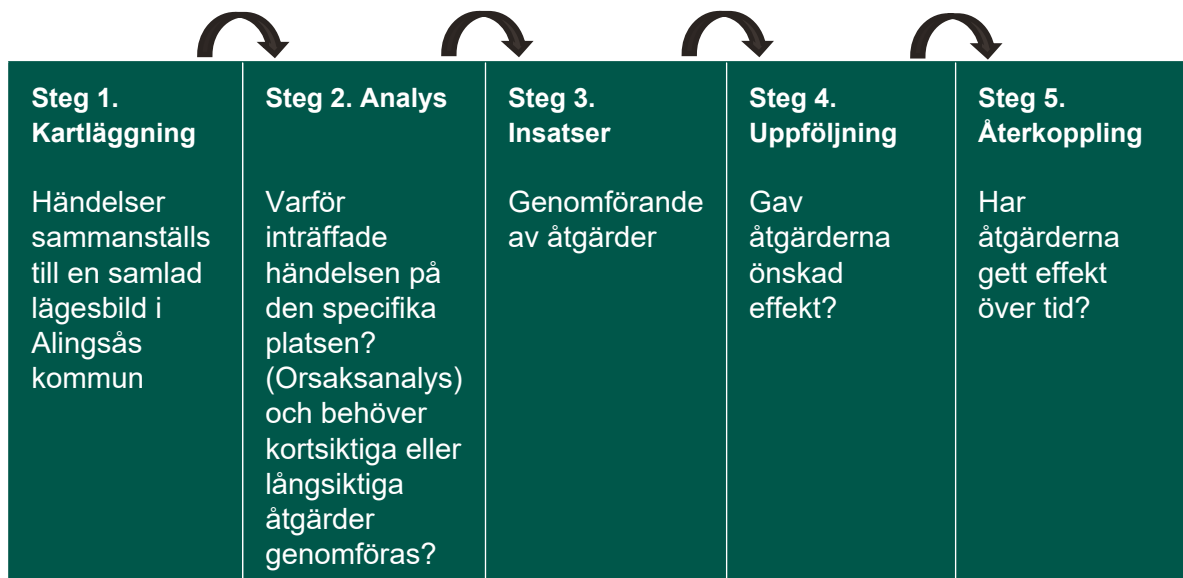 Steg 1.
Kartläggning
Händelser
sammanställs
till en samlad
lägesbild i
Alingsås
kommun
Steg 2. Analys
Varför
inträffade
händelsen på
den specifika
platsen?
(Orsaksanalys)
och behöver
kortsiktiga eller
långsiktiga
åtgärder
genomföras?
Steg 3.
Insatser
Genomförande
av åtgärder
Steg 4.
Uppföljning
Gav
åtgärderna
önskad
effekt?
Steg 5.
Återkoppling
Har
åtgärderna
gett effekt
över tid?